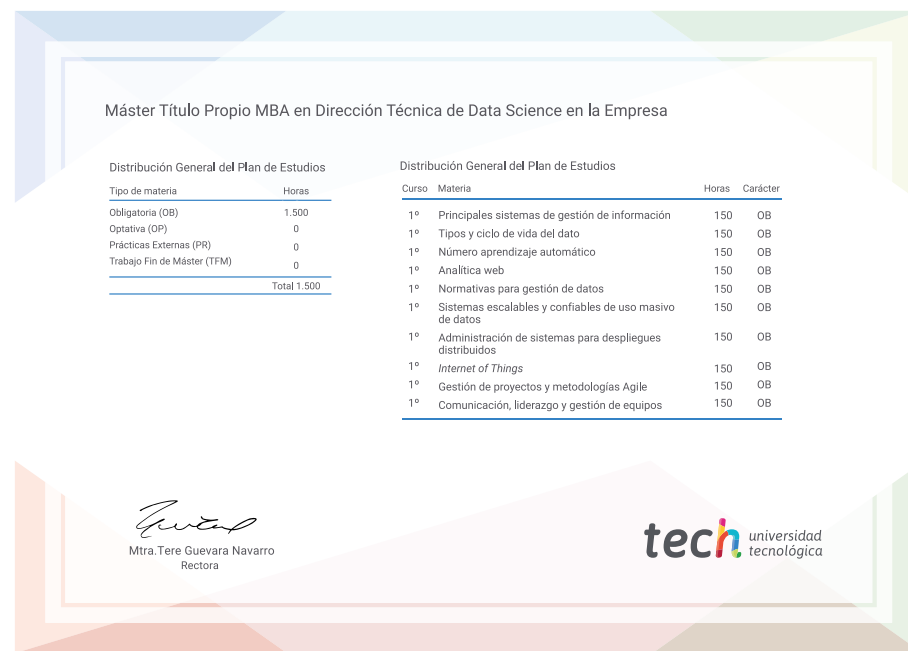 Máster Título Propio MBA en Dirección Técnica de Data Science en la Empresa
Distribución General del Plan de Estudios
Tipo de materia Horas
Obligatoria (OB) 1.500
Optativa (OP) 0
Prácticas Externas (PR) 0
Trabajo Fin de Máster (TFM) 0
Total 1.500
Distribución General del Plan de Estudios
Curso Materia Horas Carácter
1º Principales sistemas de gestión de información 150 OB
1º Tipos y ciclo de vida del dato 150 OB
1º Número aprendizaje automático 150 OB
1º Analítica web 150 OB
1º Normativas para gestión de datos 150 OB
1º Sistemas escalables y confiables de uso masivo 150 OB
de datos
1º Administración de sistemas para despliegues 150 OB
distribuidos
1º Internet of Things 150 OB
1º Gestión de proyectos y metodologías Agile 150 OB
1º Comunicación, liderazgo y gestión de equipos 150 OB
Mtra.Tere Guevara Navarro
Rectora
tech universidad
tecnológica